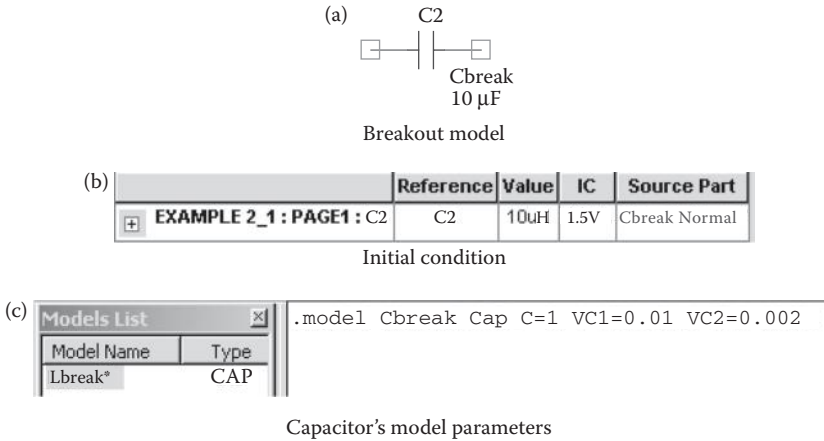 (a)
C2
Cbreak
10 µF
Breakout model
(b)
Reference Value IC Source Part
+ EXAMPLE 2_1 : PAGE1 : C2 C2 10uH 1.5V Cbreak Normal
Initial condition
(c)
Models List x
.model Cbreak Cap C=1 VC1=0.01 VC2=0.002
Model Name Type
Lbreak* CAP
Capacitor's model parameters